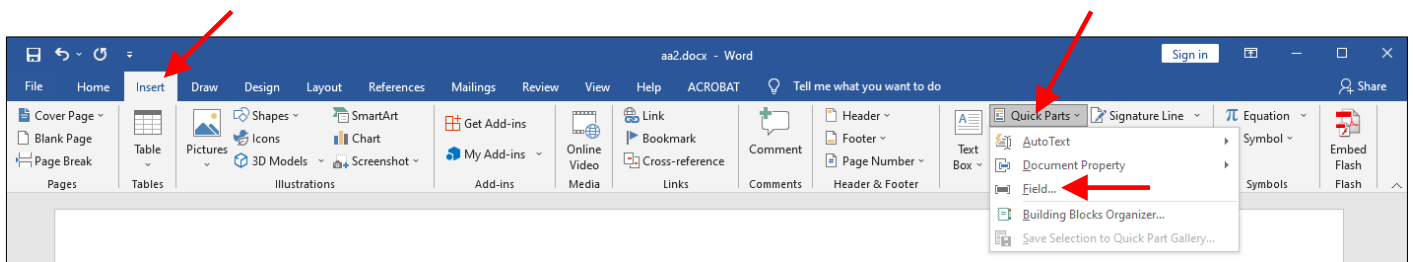 aa2.docx - Word
Sign in
File Home Insert Draw Design Layout References Mailings Review View Help ACROBAT Tell me what you want to do Share
Cover Page
Blank Page
Page Break
Pages
Table
Tables
Pictures
Shapes
Icons
3D Models
SmartArt
Chart
Screenshot
Illustrations
Get Add-ins
My Add-ins
Add-ins
Online
Video
Media
Link
Bookmark
Cross-reference
Links
Comment
Comments
Header
Footer
Page Number
Header & Footer
Text
Box
Quick Parts
Signature Line
AutoText
Document Property
Field...
Building Blocks Organizer...
Save Selection to Quick Part Gallery...
Equation
Symbol
Symbols
Embed
Flash
Flash